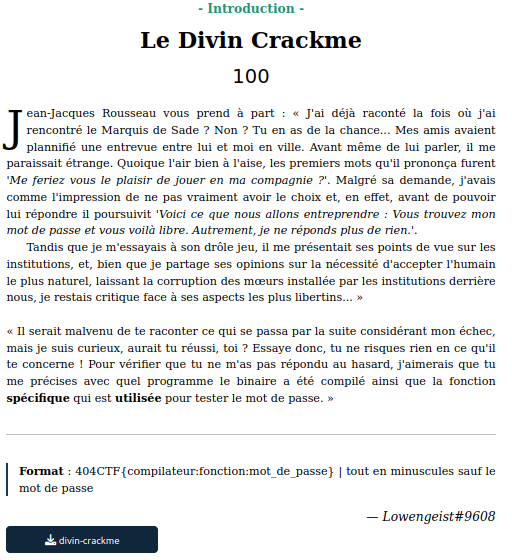 - Introduction -
Le Divin Crackme
100
Jean-Jacques Rousseau vous prend à part : « J'ai déjà raconté la fois où j'ai
rencontré le Marquis de Sade ? Non ? Tu en as de la chance... Mes amis avaient
plannifié une entrevue entre lui et moi en ville. Avant même de lui parler, il me
paraissait étrange. Quoique l'air bien à l'aise, les premiers mots qu'il prononça furent
'Me feriez vous le plaisir de jouer en ma compagnie ?'. Malgré sa demande, j'avais
comme l'impression de ne pas vraiment avoir le choix et, en effet, avant de pouvoir
lui répondre il poursuivit 'Voici ce que nous allons entreprendre : Vous trouvez mon
mot de passe et vous voilà libre. Autrement, je ne réponds plus de rien.'.
Tandis que je m'essayais à son drôle jeu, il me présentait ses points de vue sur les
institutions, et, bien que je partage ses opinions sur la nécessité d'accepter l'humain
le plus naturel, laissant la corruption des mœurs installée par les institutions derrière
nous, je restais critique face à ses aspects les plus libertins... »
« Il serait malvenu de te raconter ce qui se passa par la suite considérant mon échec,
mais je suis curieux, aurait tu réussi, toi ? Essaye donc, tu ne risques rien en ce qu'il
te concerne ! Pour vérifier que tu ne m'as pas répondu au hasard, j'aimerais que tu
me précises avec quel programme le binaire a été compilé ainsi que la fonction
spécifique qui est utilisée pour tester le mot de passe. »
Format : 404CTF{compilateur:fonction:mot_de_passe} | tout en minuscules sauf le
mot de passe
— Lowengeist#9608
divin-crackme